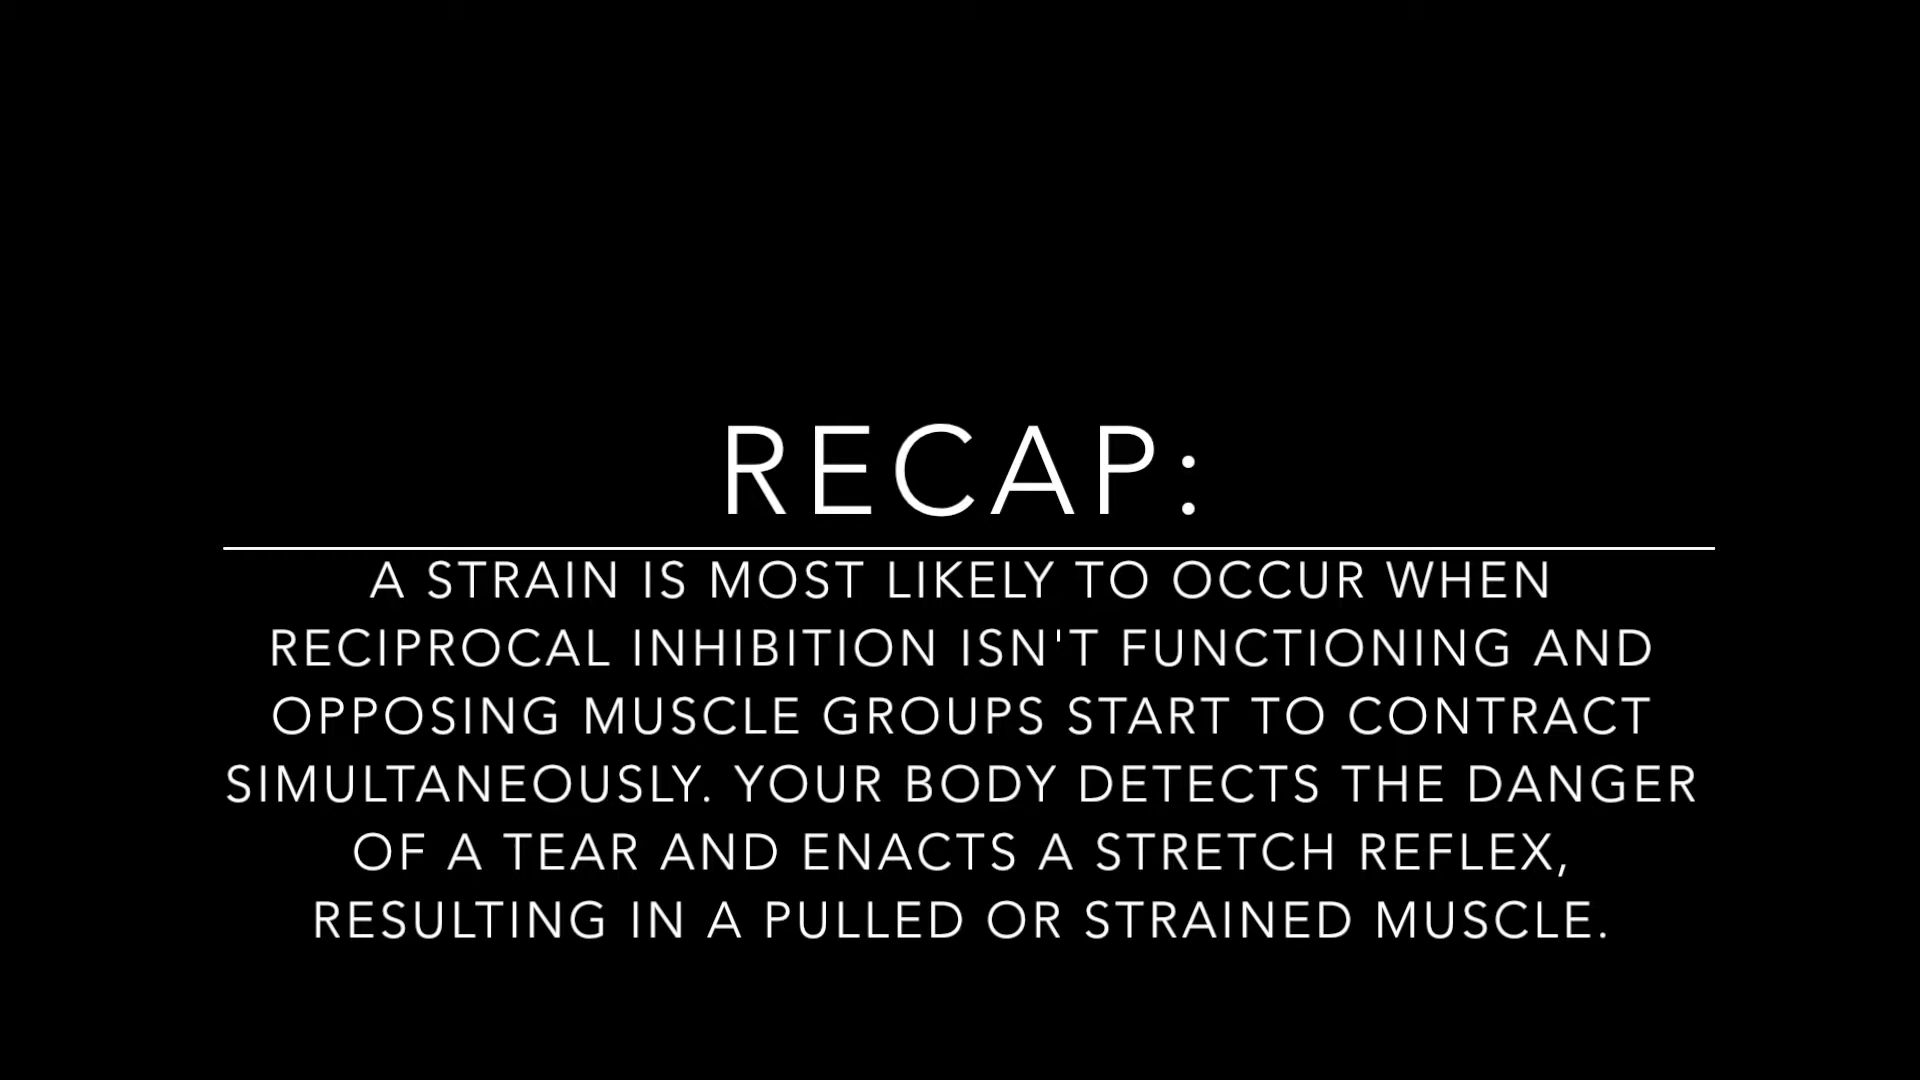 RECAP:
A STRAIN IS MOST LIKELY TO OCCUR WHEN
RECIPROCAL INHIBITION ISN'T FUNCTIONING AND
OPPOSING MUSCLE GROUPS START TO CONTRACT
SIMULTANEOUSLY. YOUR BODY DETECTS THE DANGER
OF A TEAR AND ENACTS A STRETCH REFLEX,
RESULTING IN A PULLED OR STRAINED MUSCLE.